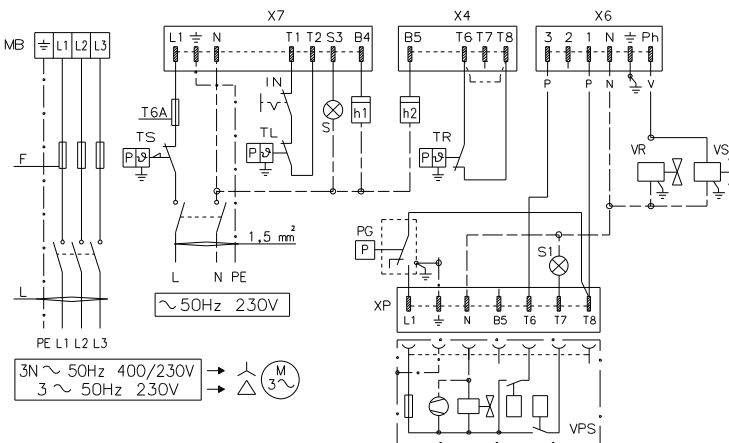 X7 X4 X6
MB ⏚ L1 L2 L3
L1 ⏚ N T1 T2 S3 B4
B5 T6 T7 T8
3 2 1 N ⏚ Ph
P P N V
IN
T6A
S h1 h2
TS TL TR
P ϑ P ϑ P ϑ
F
VR VS
1,5 mm²
PG
P
S1
L N PE
L
~ 50Hz 230V
XP
L1 ⏚ N B5 T6 T7 T8
PE L1 L2 L3
3N ~ 50Hz 400/230V
3 ~ 50Hz 230V
M
3~
VPS